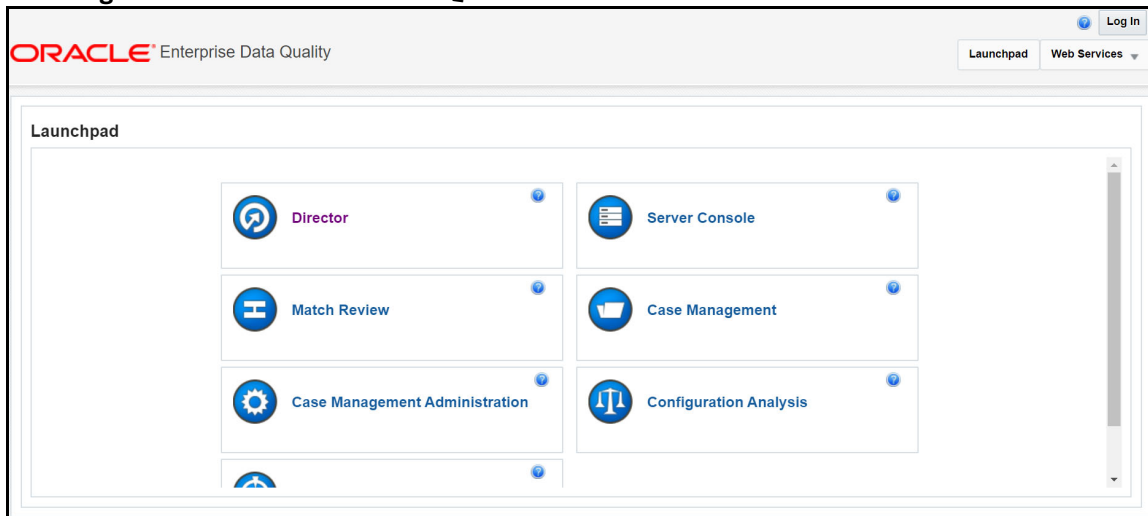 Log In
ORACLE Enterprise Data Quality
Launchpad Web Services
Launchpad
Director
Server Console
Match Review
Case Management
Case Management Administration
Configuration Analysis